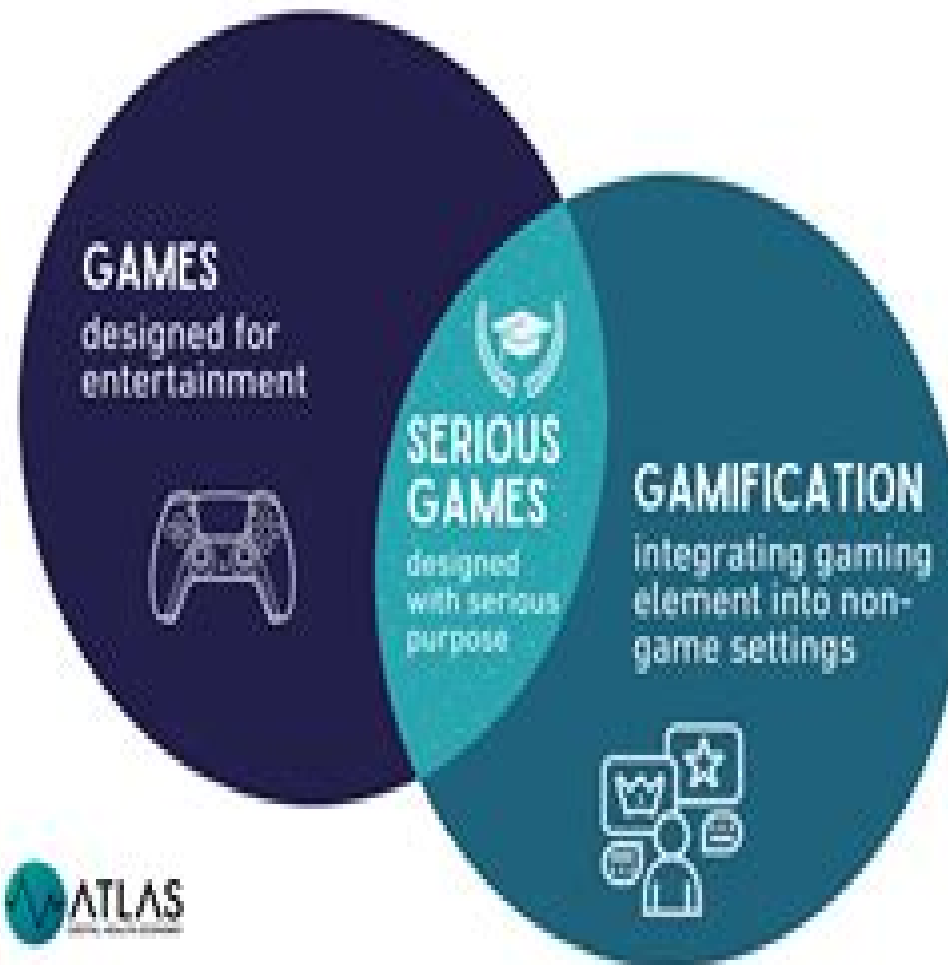 GAMES
designed for
entertainment
SERIOUS
GAMES
designed
with serious
purpose
GAMIFICATION
integrating gaming
element into non-
game settings
ATLAS